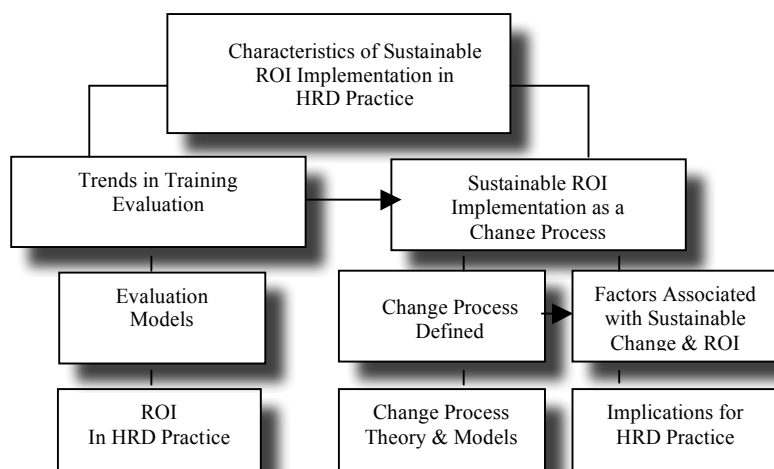 Characteristics of Sustainable
ROI Implementation in
HRD Practice
Trends in Training
Evaluation
Sustainable ROI
Implementation as a
Change Process
Evaluation
Models
Change Process
Defined
Factors Associated
with Sustainable
Change & ROI
ROI
In HRD Practice
Change Process
Theory & Models
Implications for
HRD Practice